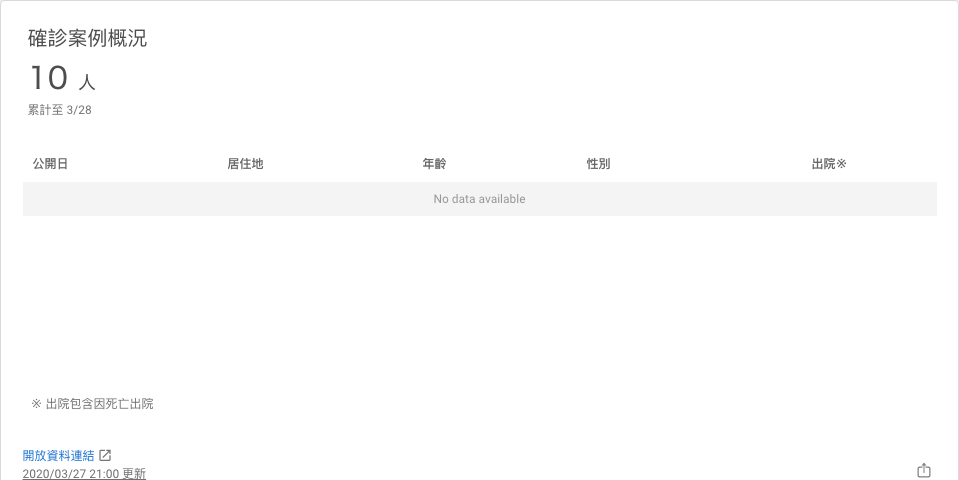 確診案例概況
10 人
累計至 3/28
公開日 居住地 年齡 性別 出院※
No data available
※ 出院包含因死亡出院
開放資料連結
2020/03/27 21:00 更新